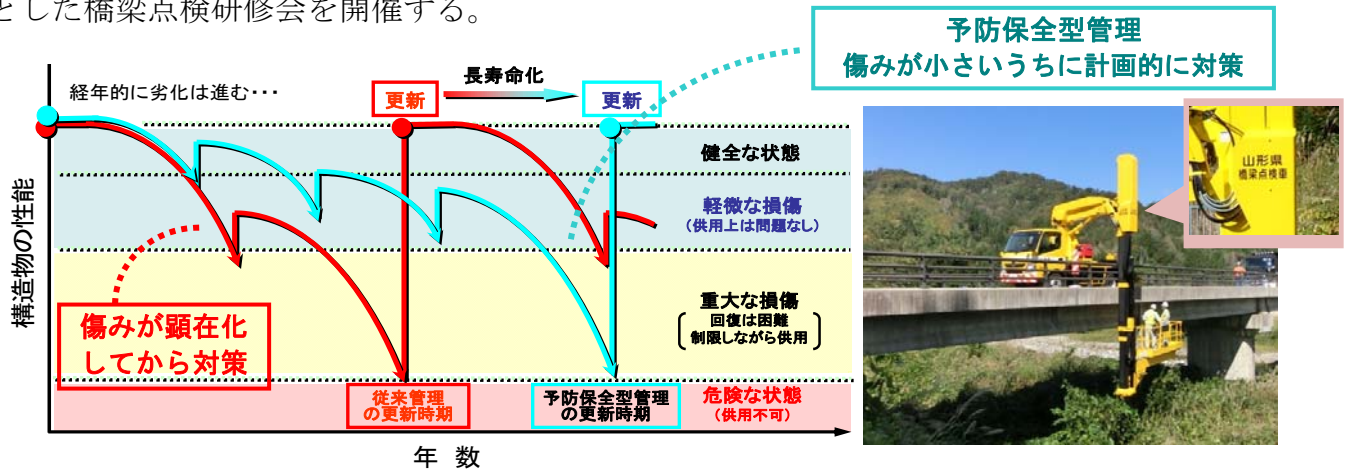 とした橋梁点検研修会を開催する。
予防保全型管理
傷みが小さいうちに計画的に対策
長寿命化
経年的に劣化は進む･･･
更新
更新
健全な状態
軽微な損傷
（供用上は問題なし）
重大な損傷
回復は困難
制限しながら供用
傷みが顕在化
してから対策
従来管理
の更新時期
予防保全型管理
の更新時期
危険な状態
（供用不可）
構造物の性能
年 数
山形県
橋梁点検車